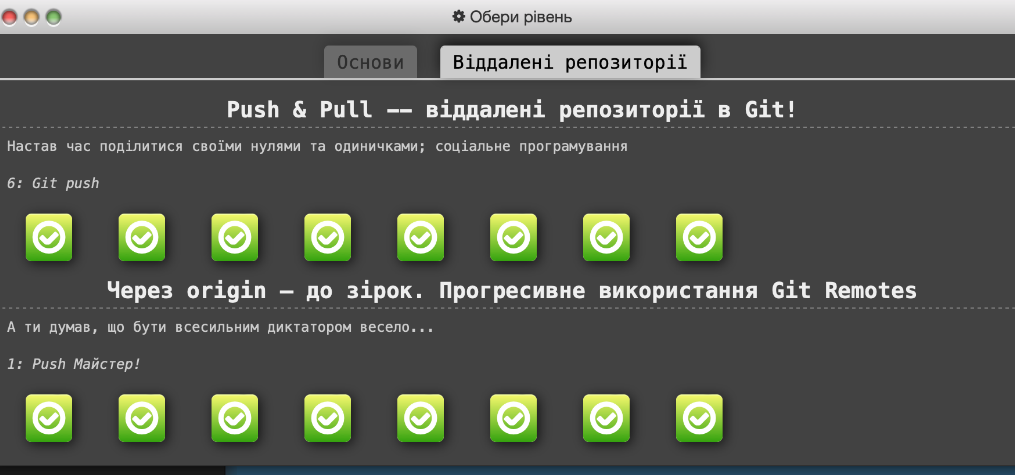 Обери рівень
Основи
Віддалені репозиторії
Push & Pull -- віддалені репозиторії в Git!
Настав час поділитися своїми нулями та одиничками; соціальне програмування
6: Git push
Через origin – до зірок. Прогресивне використання Git Remotes
А ти думав, що бути всесильним диктатором весело...
1: Push Майстер!